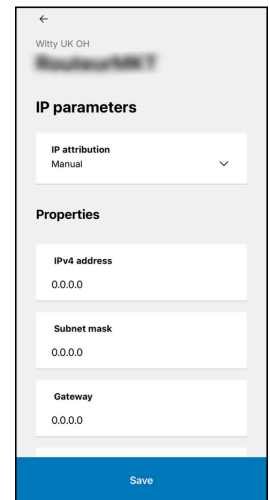 Witty UK OH
IP parameters
IP attribution
Manual
Properties
IPv4 address
0.0.0.0
Subnet mask
0.0.0.0
Gateway
0.0.0.0
Save